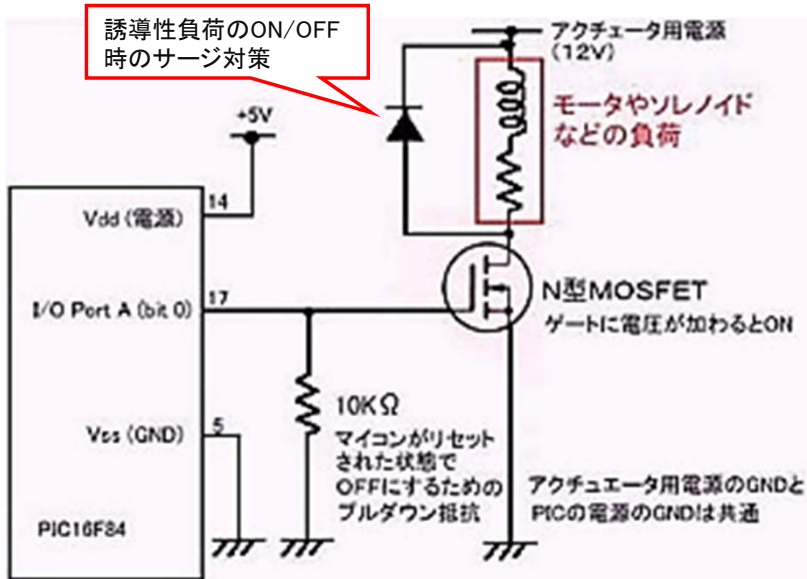 誘導性負荷のON/OFF
時のサージ対策
アクチェータ用電源
(12V)
+5V
モータやソレノイド
などの負荷
14
Vdd (電源)
I/O Port A (bit 0)
17
N型MOSFET
ゲートに電圧が加わるとON
10KΩ
マイコンがリセット
された状態で
OFFにするための
プルダウン抵抗
Vss (GND)
5
アクチュエータ用電源のGNDと
PICの電源のGNDは共通
PIC16F84